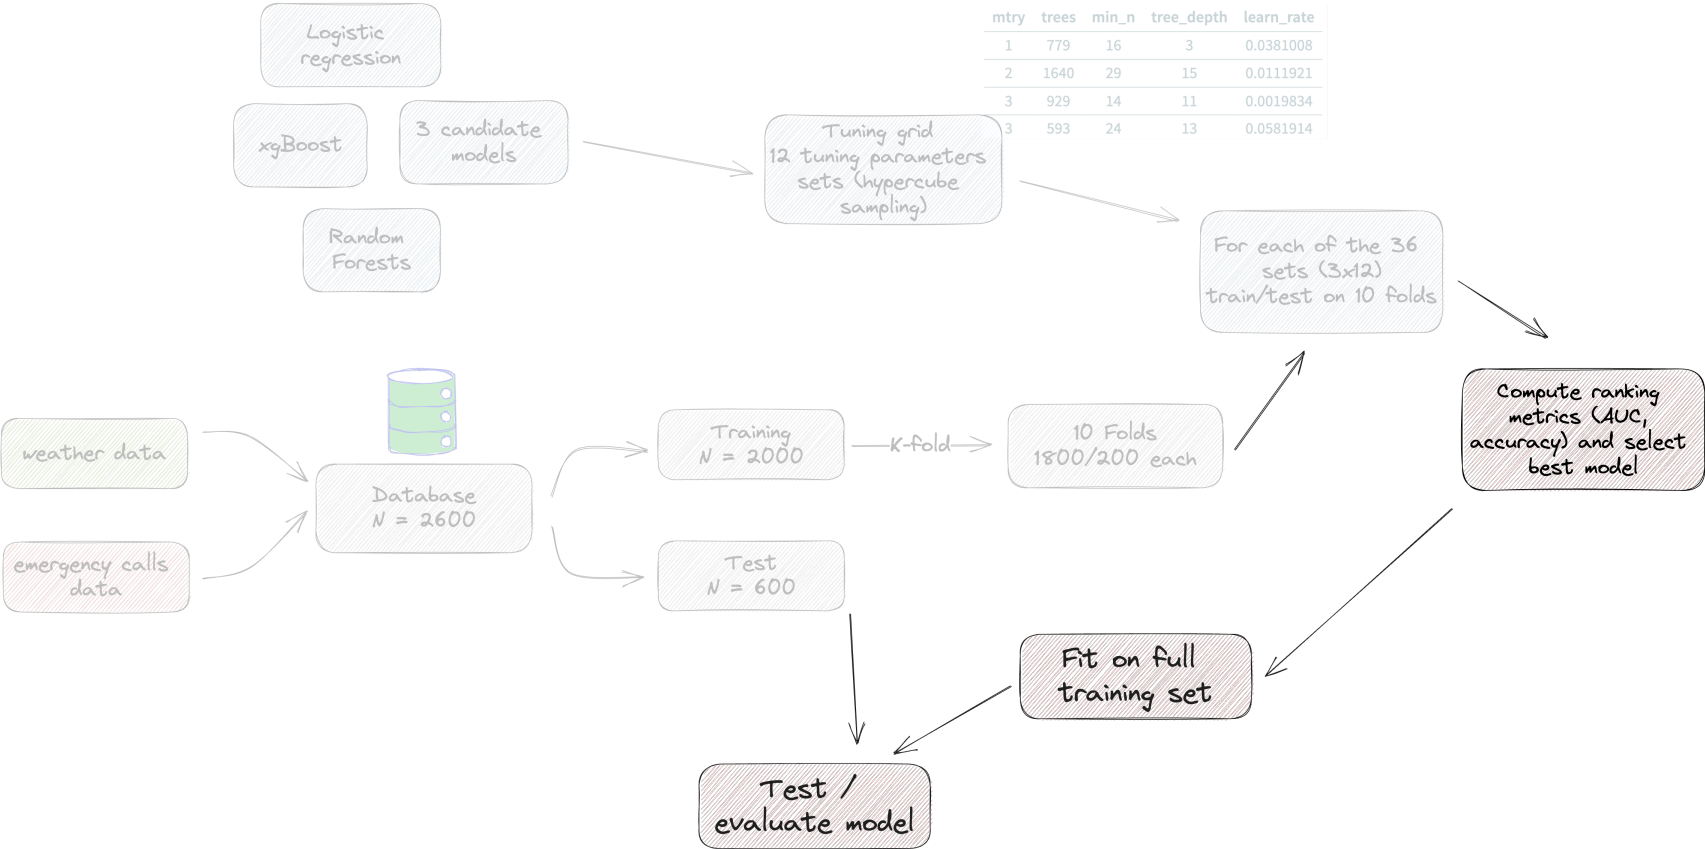 Logistic
regression
xgBoost
3 candidate
models
Random
Forests
Tuning grid
12 tuning parameters
sets (hypercube
sampling)
mtry trees min_n tree_depth learn_rate
1 779 16 3 0.0381008
2 1640 29 15 0.0111921
3 929 14 11 0.0019834
3 593 24 13 0.0581914
For each of the 36
sets (3x12)
train/test on 10 folds
weather data
emergency calls
data
Database
N = 2600
Training
N = 2000
K-fold
10 Folds
1800/200 each
Test
N = 600
Compute ranking
metrics (AUC,
accuracy) and select
best model
Fit on full
training set
Test /
evaluate model